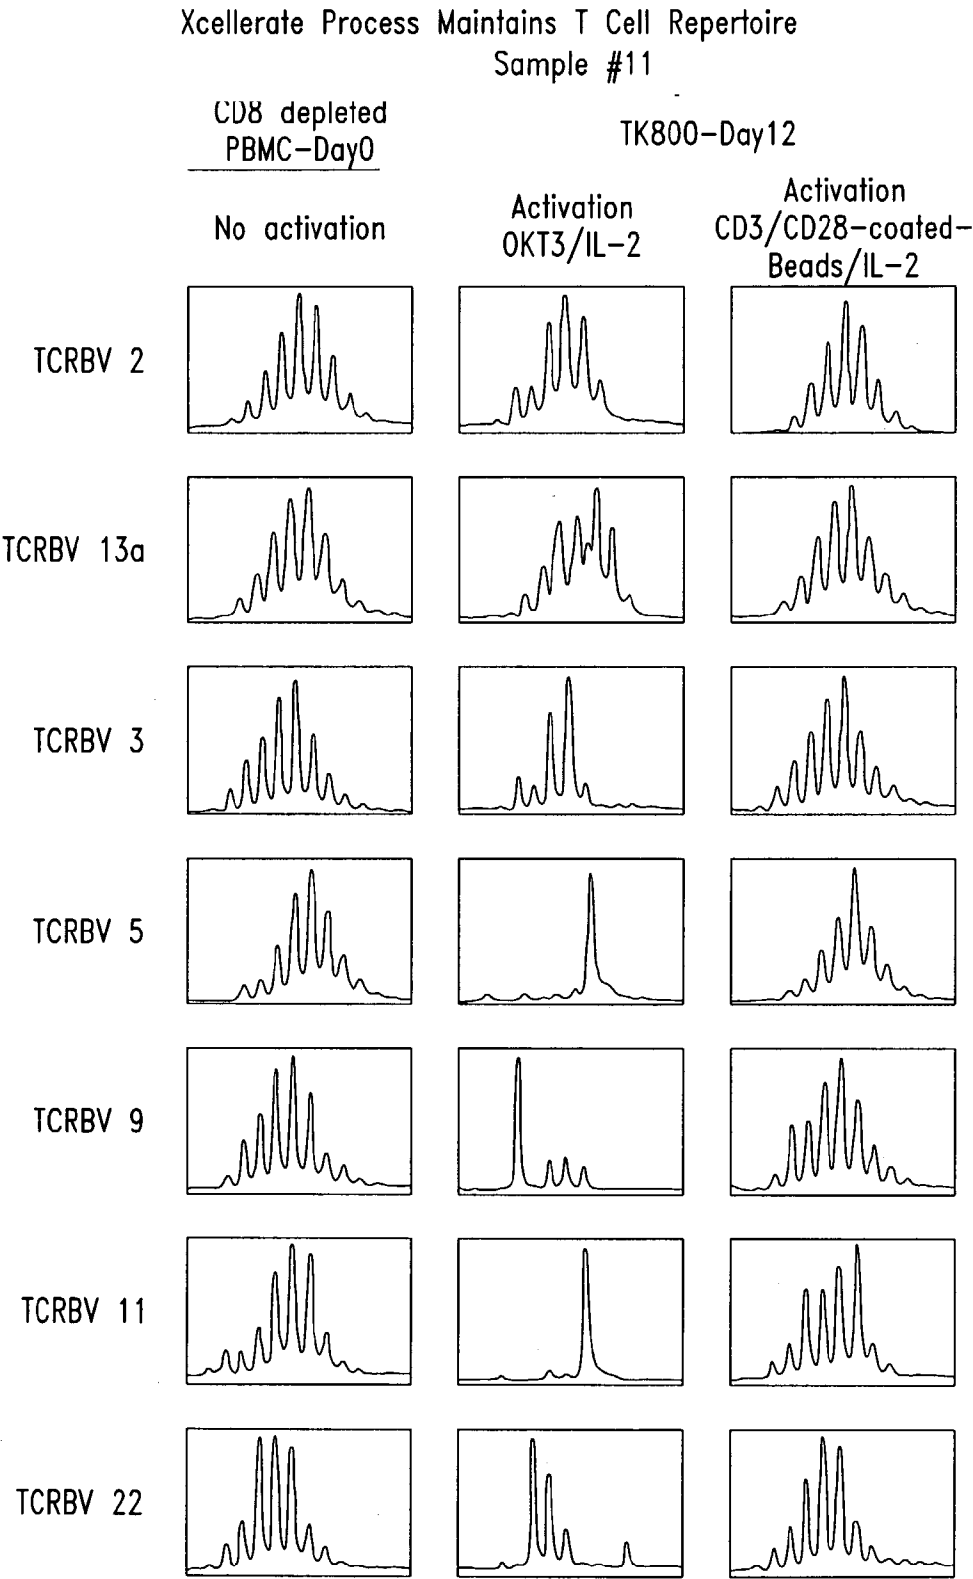 Xcellerate Process Maintains T Cell Repertoire
Sample #11
CD8 depleted
PBMC-Day0
TK800-Day12
No activation
Activation
OKT3/IL-2
Activation
CD3/CD28-coated-
Beads/IL-2
TCRBV 2
TCRBV 13a
TCRBV 3
TCRBV 5
TCRBV 9
TCRBV 11
TCRBV 22